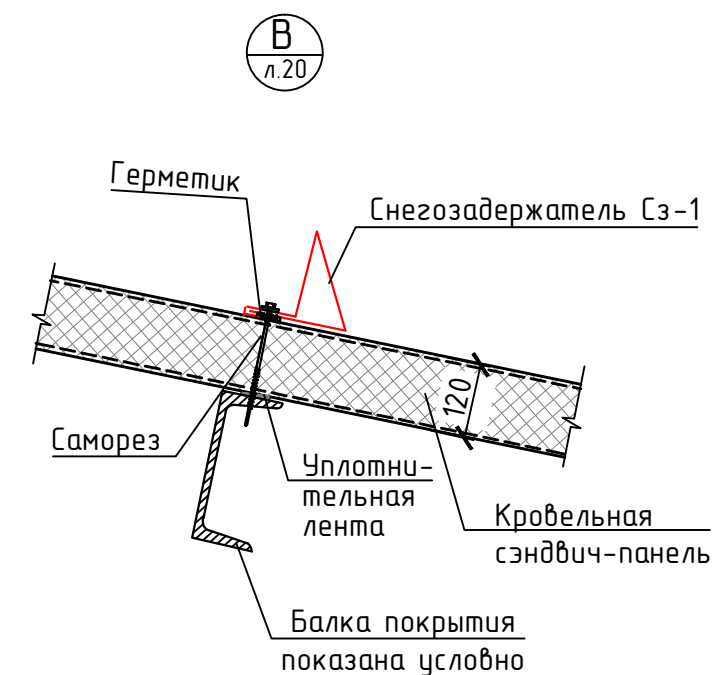 В
л.20
Герметик
Снегозадержатель Сз-1
120
Саморез
Уплотни-
тельная
лента
Кровельная
сэндвич-панель
Балка покрытия
показана условно